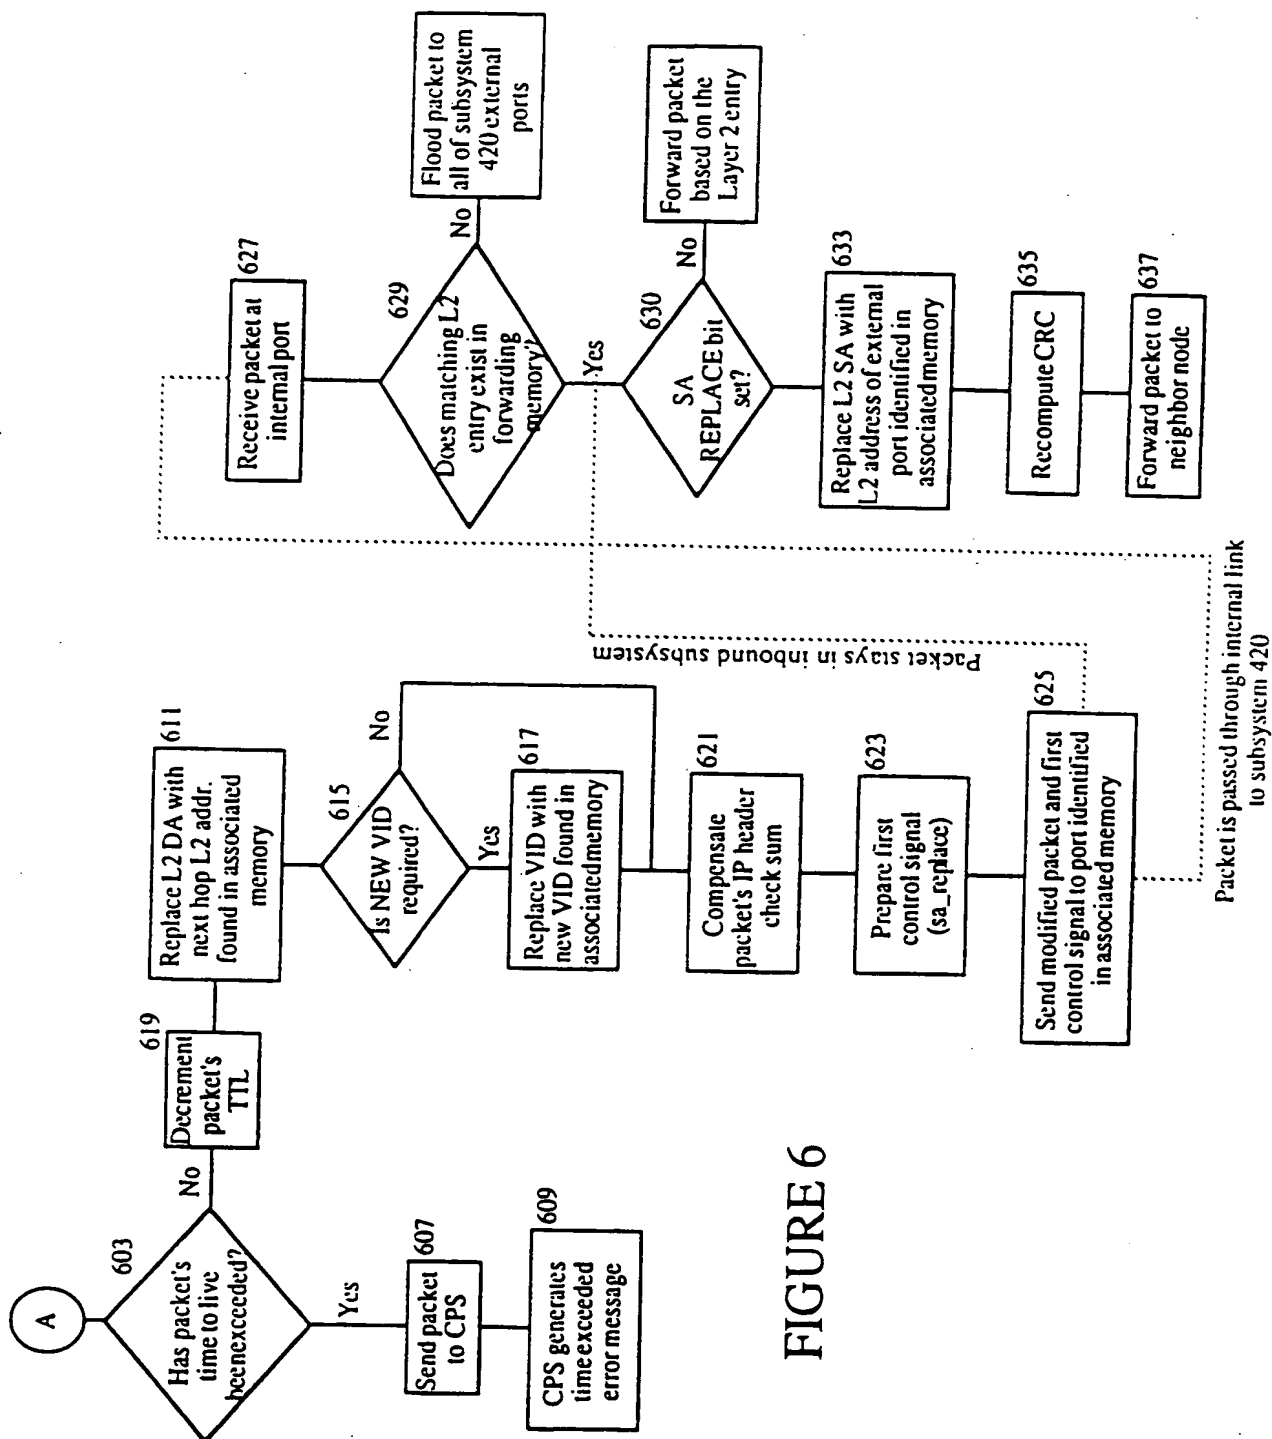 A
603
Has packet's
time to live
been exceeded?
No
Yes
607
Send packet
to CPS
609
CPS generates
time exceeded
error message
619
Decrement
packet's
TTL
611
Replace L2 DA with
next hop L2 addr.
found in associated
memory
615
Is NEW VID
required?
No
Yes
617
Replace VID with
new VID found in
associated memory
621
Compensate
packet's IP header
check sum
623
Prepare first
control signal
(sa_replace)
625
Send modified packet and first
control signal to port identified
in associated memory
Packet stays in inbound subsystem
Packet is passed through internal link
to subsystem 420
627
Receive packet at
internal port
629
Does matching L2
entry exist in
forwarding
memory?
No
Flood packet to
all of subsystem
420 external
ports
Yes
630
SA
REPLACE bit
set?
No
Forward packet
based on the
Layer 2 entry
633
Replace L2 SA with
L2 address of external
port identified in
associated memory
635
Recompute CRC
637
Forward packet to
neighbor node
FIGURE 6